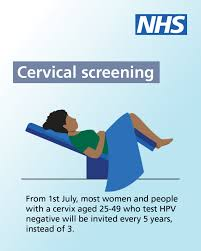 NHS
Cervical screening
From 1st July, most women and people
with a cervix aged 25-49 who test HPV
negative will be invited every 5 years,
instead of 3.